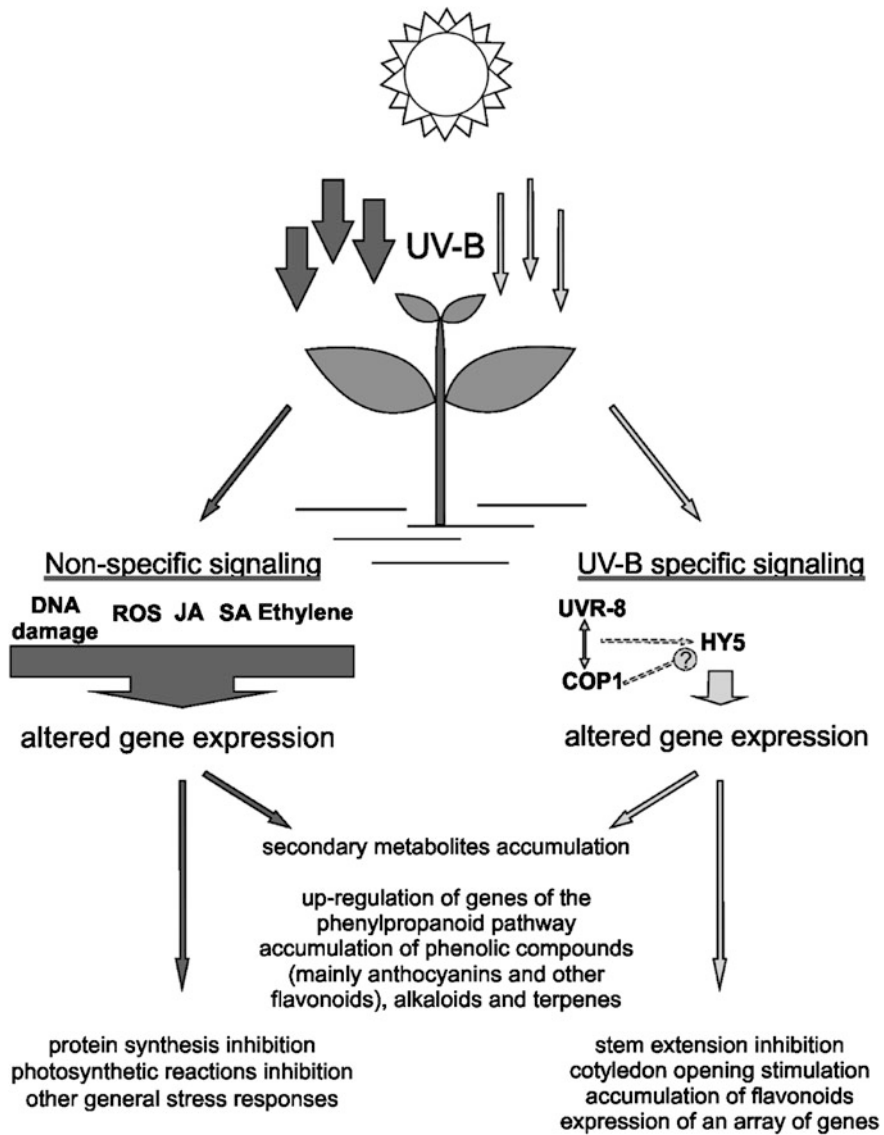 UV-B
Non-specific signaling
DNA
damage
ROS JA SA Ethylene
altered gene expression
UV-B specific signaling
UVR-8
HY5
?
COP1
altered gene expression
secondary metabolites accumulation
up-regulation of genes of the
phenylpropanoid pathway
accumulation of phenolic compounds
(mainly anthocyanins and other
flavonoids), alkaloids and terpenes
protein synthesis inhibition
photosynthetic reactions inhibition
other general stress responses
stem extension inhibition
cotyledon opening stimulation
accumulation of flavonoids
expression of an array of genes